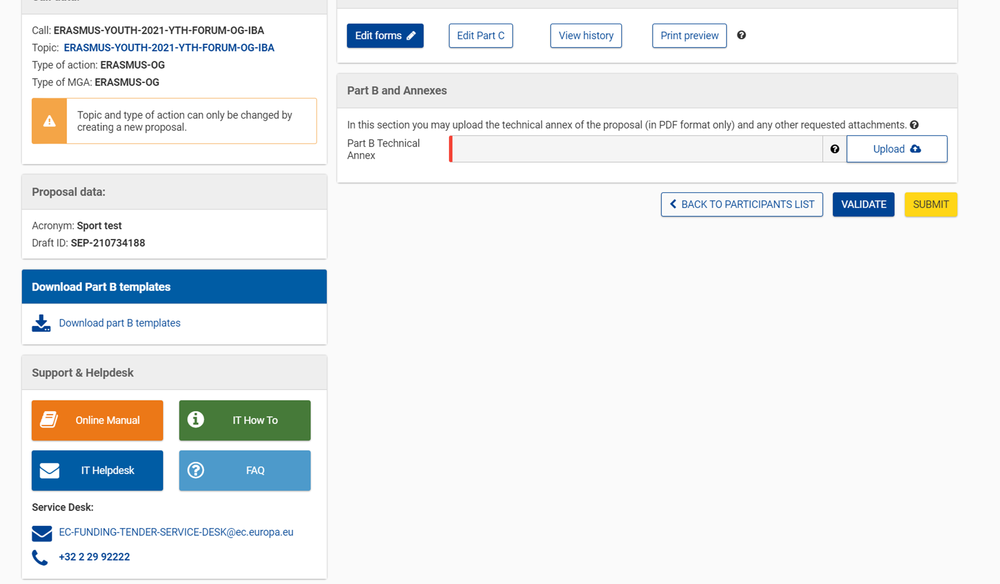 Call: ERASMUS-YOUTH-2021-YTH-FORUM-OG-IBA
Topic: ERASMUS-YOUTH-2021-YTH-FORUM-OG-IBA
Type of action: ERASMUS-OG
Type of MGA: ERASMUS-OG
Topic and type of action can only be changed by
creating a new proposal.
Proposal data:
Acronym: Sport test
Draft ID: SEP-210734188
Download Part B templates
Download part B templates
Support & Helpdesk
Online Manual
IT How To
IT Helpdesk
FAQ
Service Desk:
EC-FUNDING-TENDER-SERVICE-DESK@ec.europa.eu
+32 2 29 92222
Edit forms
Edit Part C
View history
Print preview
Part B and Annexes
In this section you may upload the technical annex of the proposal (in PDF format only) and any other requested attachments.
Part B Technical
Annex
Upload
BACK TO PARTICIPANTS LIST
VALIDATE
SUBMIT